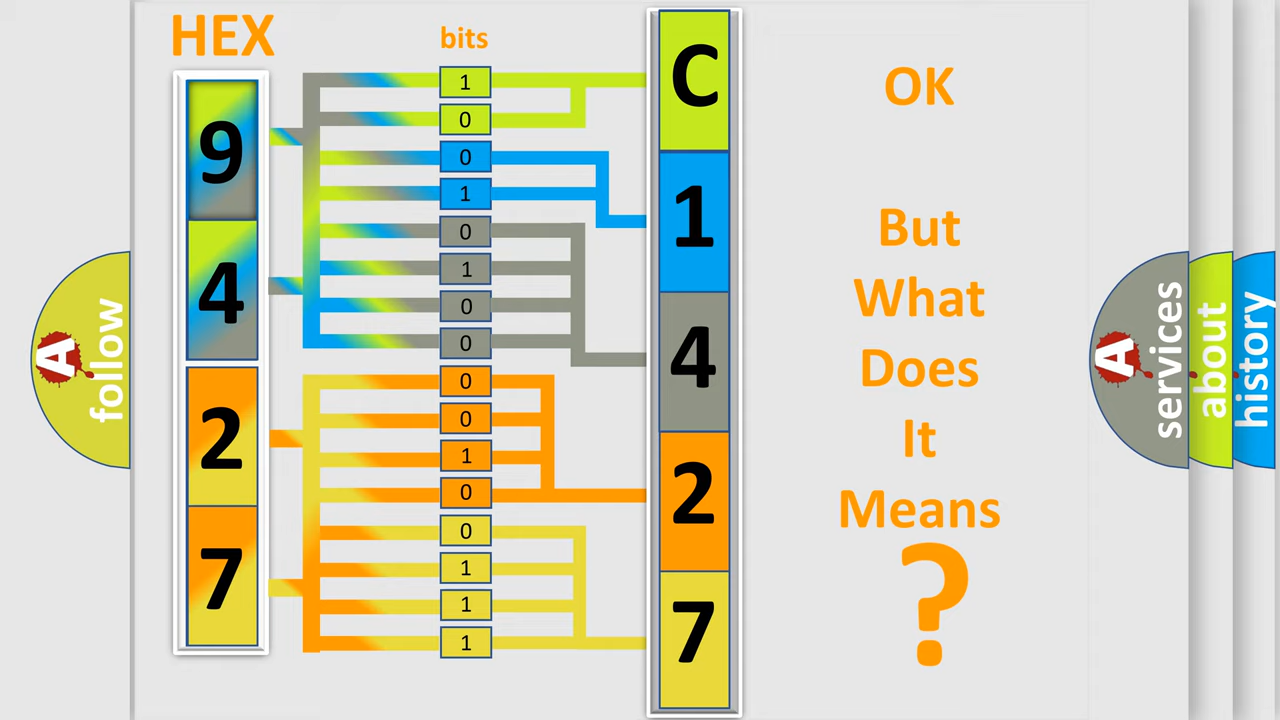 HEX
bits
9
4
2
7
1
0
0
1
0
1
0
0
0
0
1
0
0
1
1
1
C
1
4
2
7
OK
But
What
Does
It
Means
?
A
follow
A
services
about
history